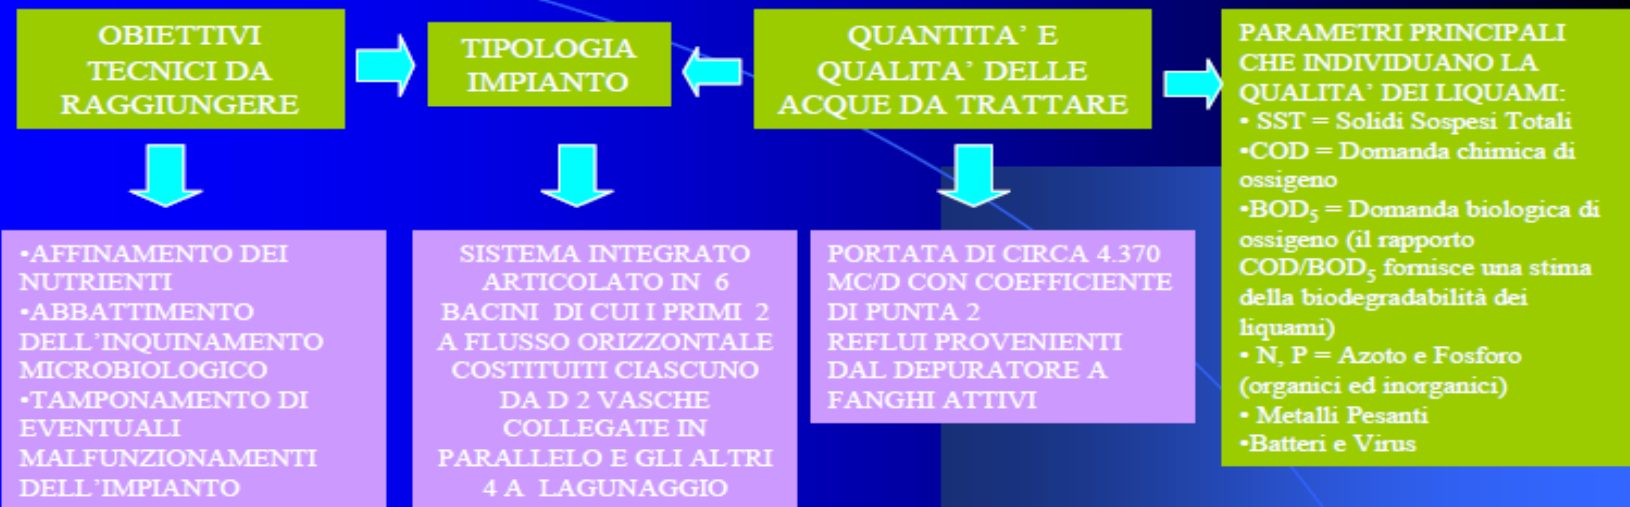 OBIETTIVI
TECNICI DA
RAGGIUNGERE
TIPOLOGIA
IMPIANTO
QUANTITA' E
QUALITA' DELLE
ACQUE DA TRATTARE
PARAMETRI PRINCIPALI
CHE INDIVIDUANO LA
QUALITA' DEI LIQUAMI:
• SST = Solidi Sospesi Totali
•COD = Domanda chimica di
ossigeno
•BOD5 = Domanda biologica di
ossigeno (il rapporto
COD/BOD5 fornisce una stima
della biodegradabilità dei
liquami)
• N, P = Azoto e Fosforo
(organici ed inorganici)
• Metalli Pesanti
•Batteri e Virus
•AFFINAMENTO DEI
NUTRIENTI
•ABBATTIMENTO
DELL'INQUINAMENTO
MICROBIOLOGICO
•TAMPONAMENTO DI
EVENTUALI
MALFUNZIONAMENTI
DELL'IMPIANTO
SISTEMA INTEGRATO
ARTICOLATO IN 6
BACINI DI CUI I PRIMI 2
A FLUSSO ORIZZONTALE
COSTITUITI CIASCUNO
DA D 2 VASCHE
COLLEGATE IN
PARALLELO E GLI ALTRI
4 A LAGUNAGGIO
PORTATA DI CIRCA 4.370
MC/D CON COEFFICIENTE
DI PUNTA 2
REFLUI PROVENIENTI
DAL DEPURATORE A
FANGHI ATTIVI